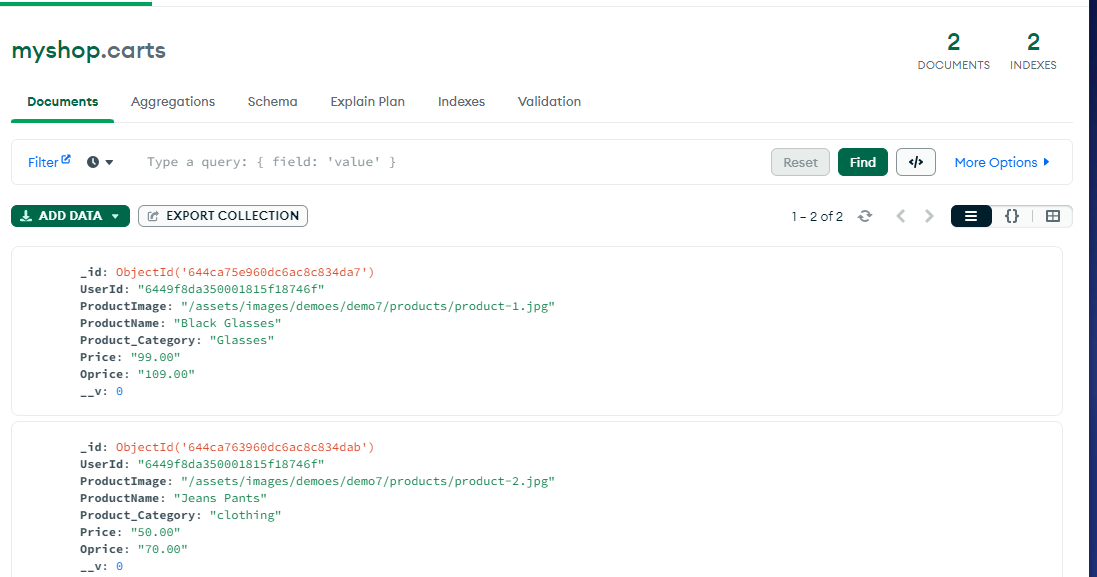 myshop.carts
2
DOCUMENTS
2
INDEXES
Documents Aggregations Schema Explain Plan Indexes Validation
Filter Type a query: { field: 'value' } Reset Find </> More Options
ADD DATA EXPORT COLLECTION 1 – 2 of 2 {}
_id: ObjectId('644ca75e960dc6ac8c834da7')
UserId: "6449f8da350001815f18746f"
ProductImage: "/assets/images/demoes/demo7/products/product-1.jpg"
ProductName: "Black Glasses"
Product_Category: "Glasses"
Price: "99.00"
Oprice: "109.00"
__v: 0
_id: ObjectId('644ca763960dc6ac8c834dab')
UserId: "6449f8da350001815f18746f"
ProductImage: "/assets/images/demoes/demo7/products/product-2.jpg"
ProductName: "Jeans Pants"
Product_Category: "clothing"
Price: "50.00"
Oprice: "70.00"
__v: 0